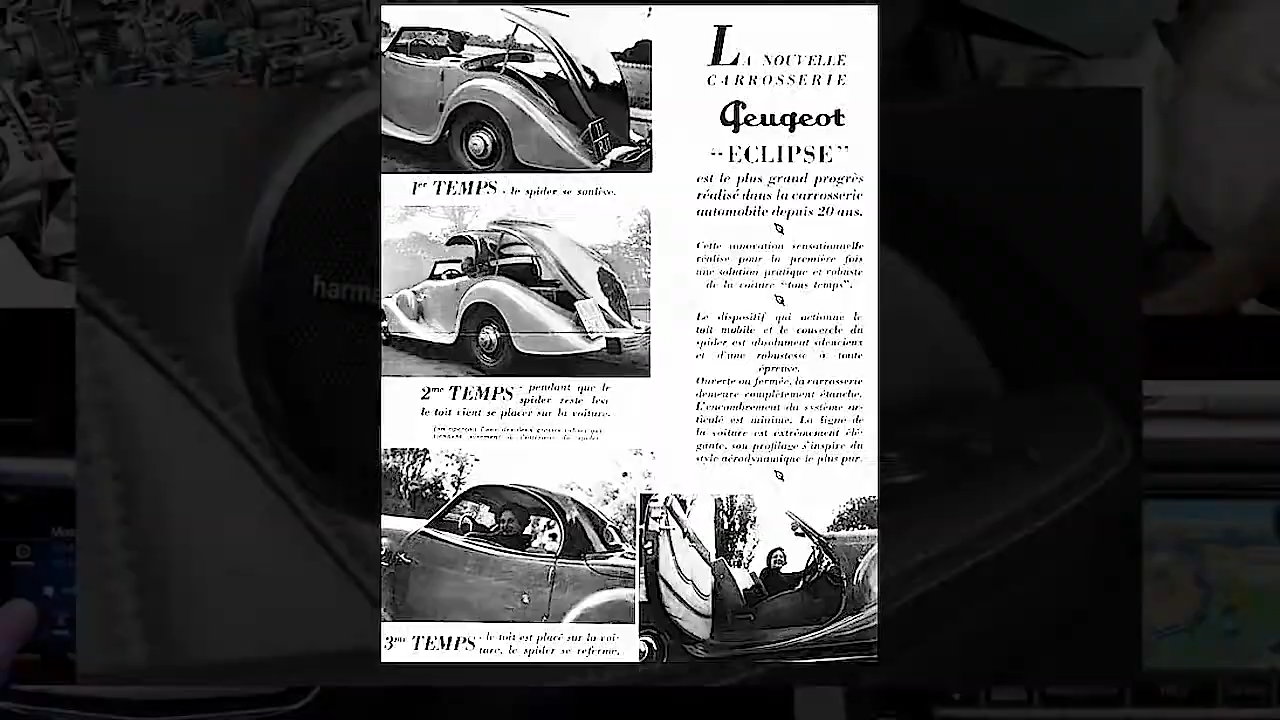 harma
LA NOUVELLE
CARROSSERIE
Peugeot
"ECLIPSE"
est le plus grand progrès
réalisé dans la carrosserie
automobile depuis 20 ans.
Cette innovation sensationnelle
réalise pour la première fois
une solution pratique et robuste
de la voiture "tous temps".
Le dispositif qui actionne le
toit mobile et le couvercle du
spider est absolument silencieux
et d'une robustesse à toute
épreuve.
Ouverte ou fermée, la carrosserie
demeure complètement étanche.
L'encombrement du système ar-
ticulé est minime. La ligne de
la voiture est extrêmement élé-
gante, son profilage s'inspire du
style aérodynamique le plus pur.
1er TEMPS - le spider se soulève.
2me TEMPS - pendant que le
spider reste levé
le toit vient se placer sur la voiture.
3me TEMPS - le toit est placé sur la voi-
ture, le spider se referme.